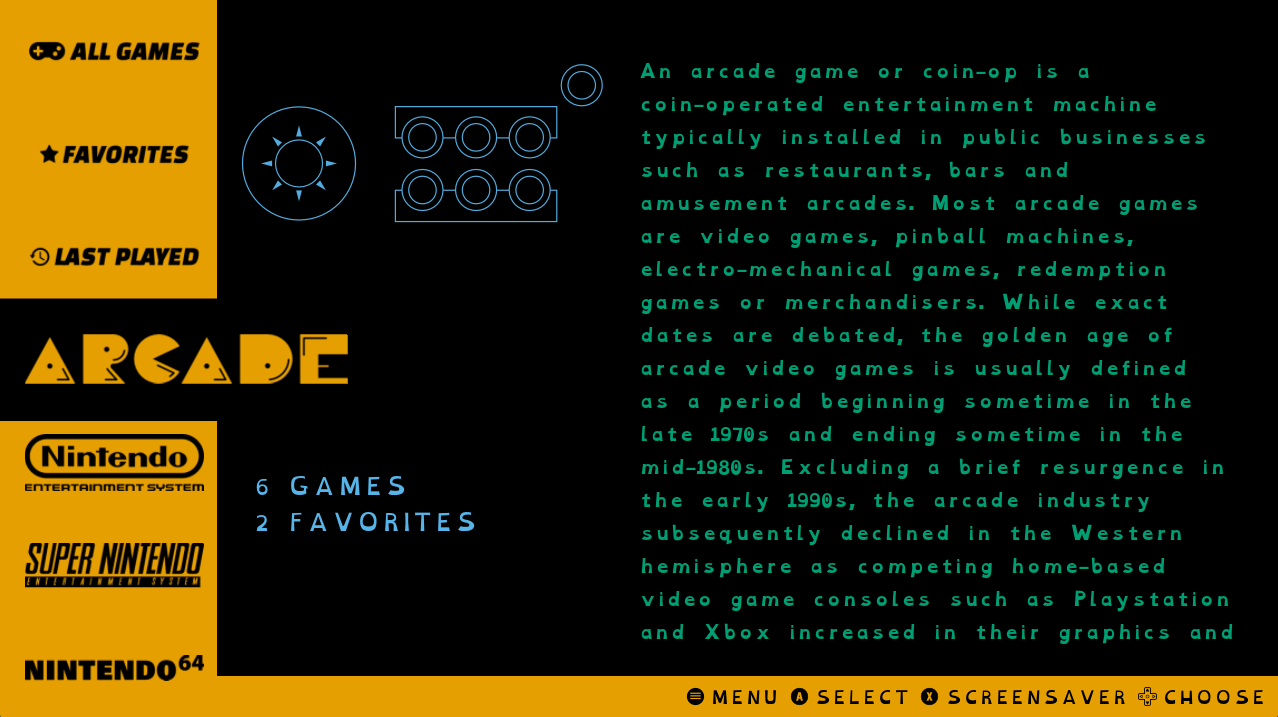 ALL GAMES
FAVORITES
LAST PLAYED
ARCADE
Nintendo
ENTERTAINMENT SYSTEM
SUPER NINTENDO
ENTERTAINMENT SYSTEM
NINTENDO64
6 GAMES
2 FAVORITES
An arcade game or coin-op is a
coin-operated entertainment machine
typically installed in public businesses
such as restaurants, bars and
amusement arcades. Most arcade games
are video games, pinball machines,
electro-mechanical games, redemption
games or merchandisers. While exact
dates are debated, the golden age of
arcade video games is usually defined
as a period beginning sometime in the
late 1970s and ending sometime in the
mid-1980s. Excluding a brief resurgence in
the early 1990s, the arcade industry
subsequently declined in the Western
hemisphere as competing home-based
video game consoles such as Playstation
and Xbox increased in their graphics and
MENU A SELECT X SCREENSAVER CHOOSE